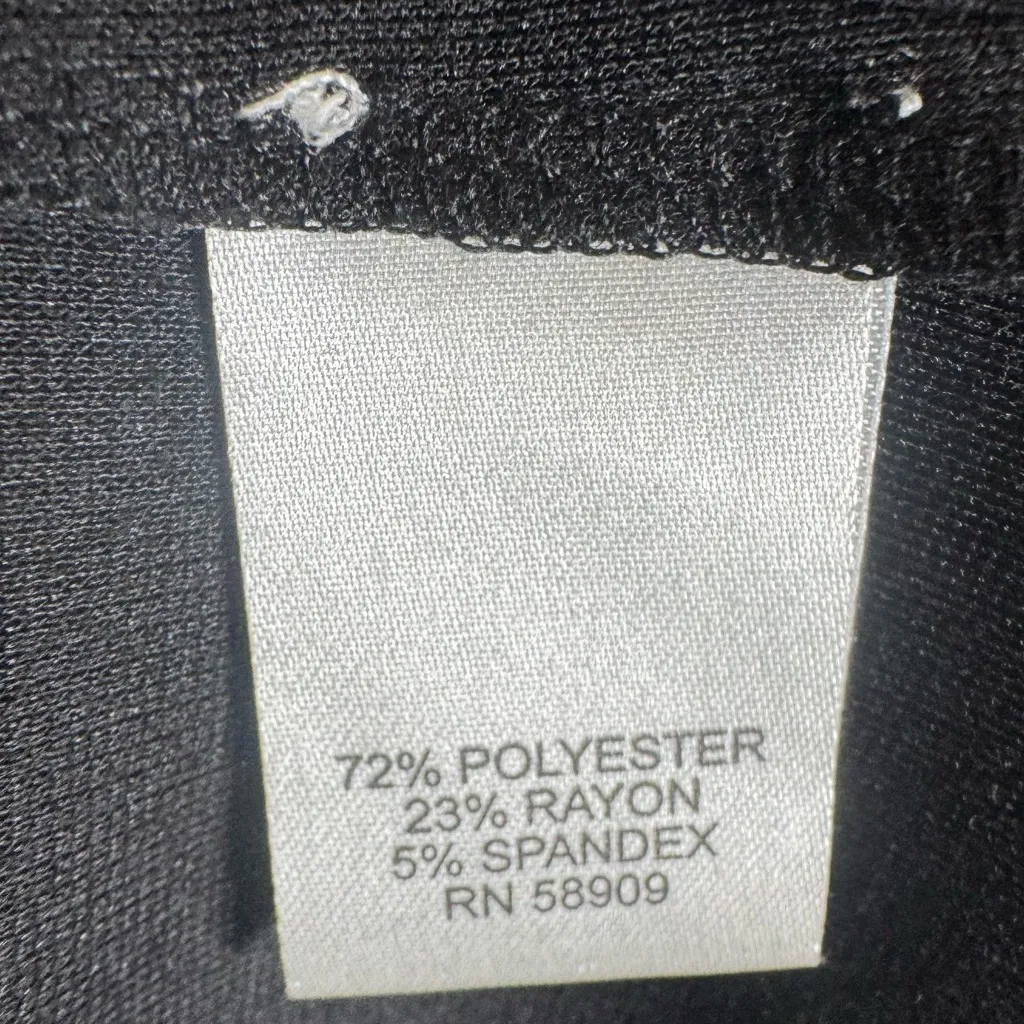 72% POLYESTER
23% RAYON
5% SPANDEX
RN 58909